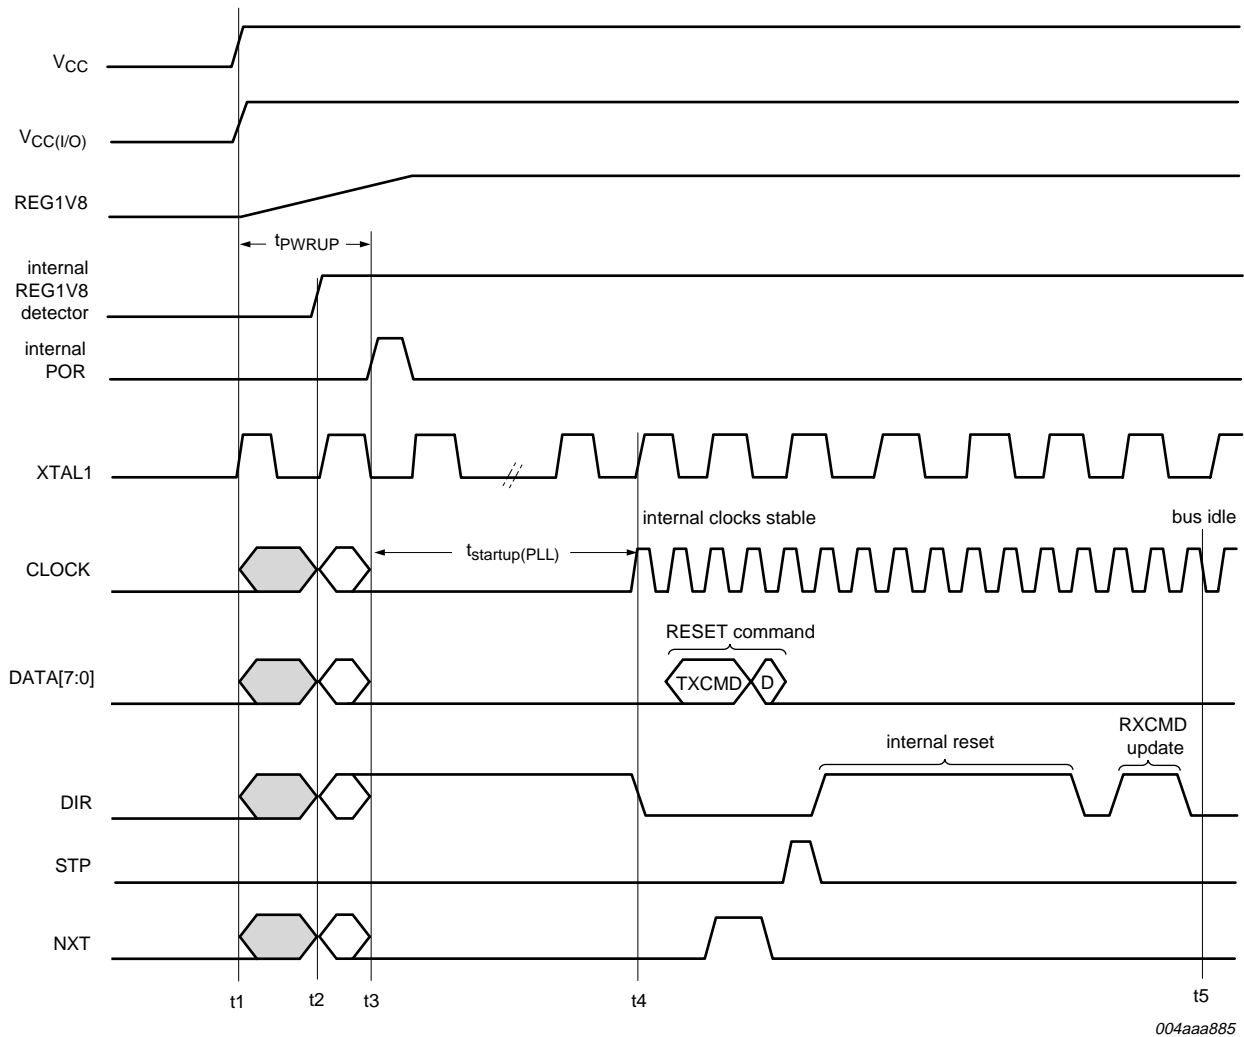 VCC
VCC(I/O)
REG1V8
tPWRUP
internal
REG1V8
detector
internal
POR
XTAL1
internal clocks stable
bus idle
CLOCK
tstartup(PLL)
RESET command
DATA[7:0]
TXCMD
D
RXCMD
update
internal reset
DIR
STP
NXT
t1
t2
t3
t4
t5
004aaa885